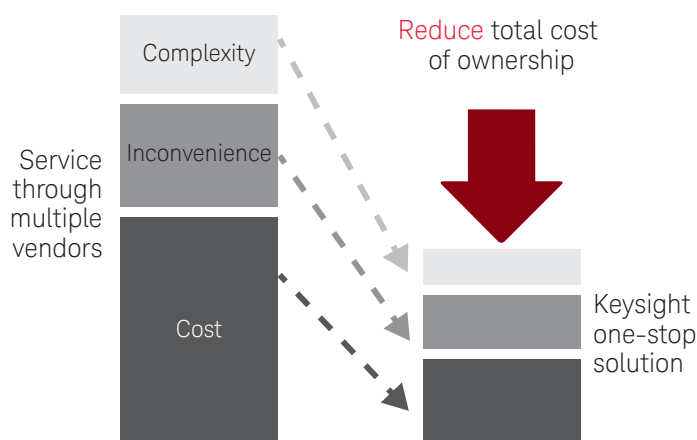 Complexity
Inconvenience
Cost
Service
through
multiple
vendors
Reduce total cost
of ownership
Keysight
one-stop
solution